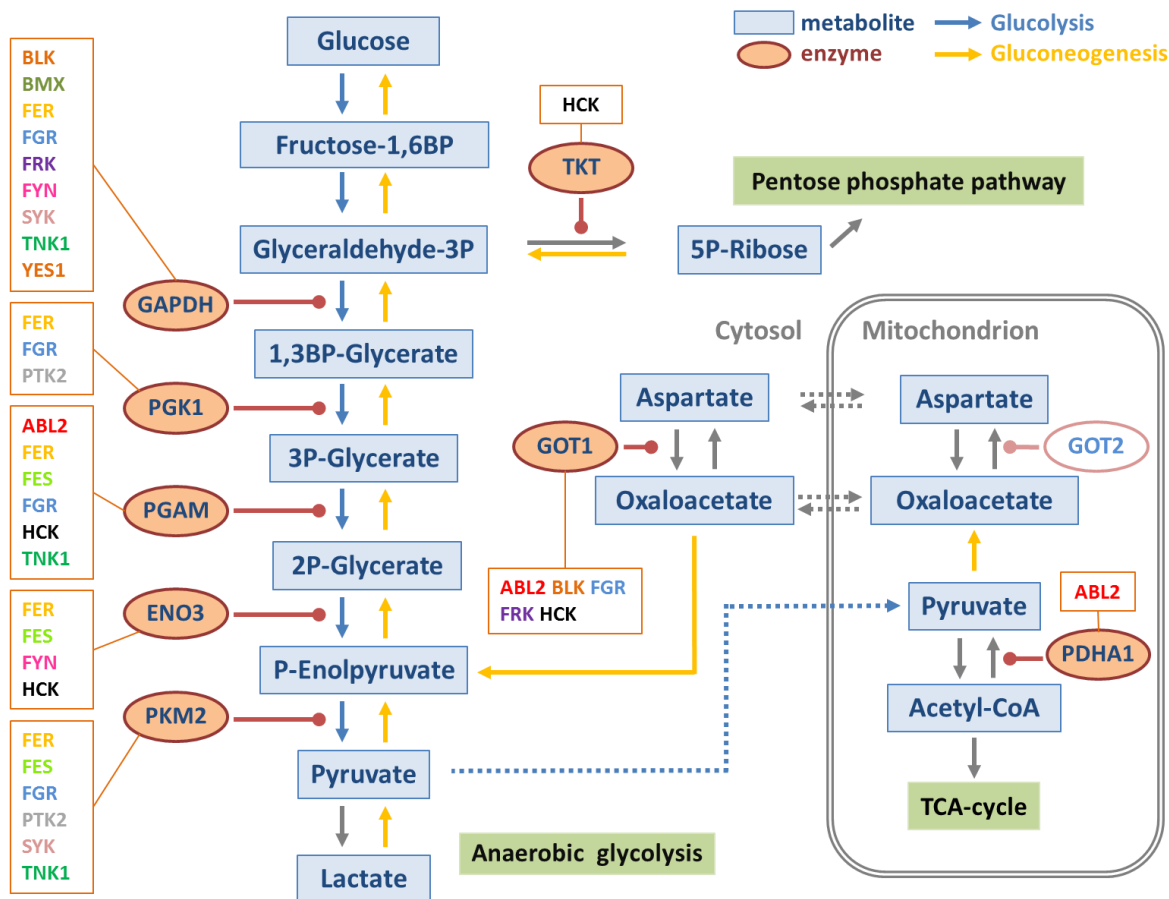 metabolite
Glucolysis
enzyme
Gluconeogenesis
BLK
BMX
FER
FGR
FRK
FYN
SYK
TNK1
YES1
GAPDH
FER
FGR
PTK2
PGK1
ABL2
FER
FES
FGR
HCK
TNK1
PGAM
FER
FES
FYN
HCK
ENO3
FER
FES
FGR
PTK2
SYK
TNK1
PKM2
Glucose
Fructose-1,6BP
Glyceraldehyde-3P
1,3BP-Glycerate
3P-Glycerate
2P-Glycerate
P-Enolpyruvate
Pyruvate
Lactate
Anaerobic glycolysis
HCK
TKT
Pentose phosphate pathway
5P-Ribose
Cytosol
Mitochondrion
Aspartate
GOT1
Oxaloacetate
ABL2 BLK FGR
FRK HCK
Aspartate
GOT2
Oxaloacetate
Pyruvate
ABL2
PDHA1
Acetyl-CoA
TCA-cycle